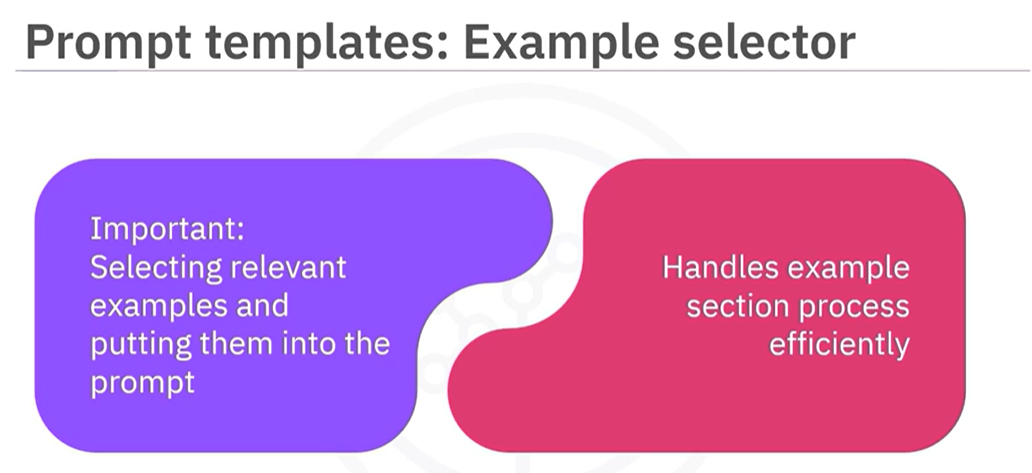 Prompt templates: Example selector
Important:
Selecting relevant
examples and
putting them into the
prompt
Handles example
section process
efficiently